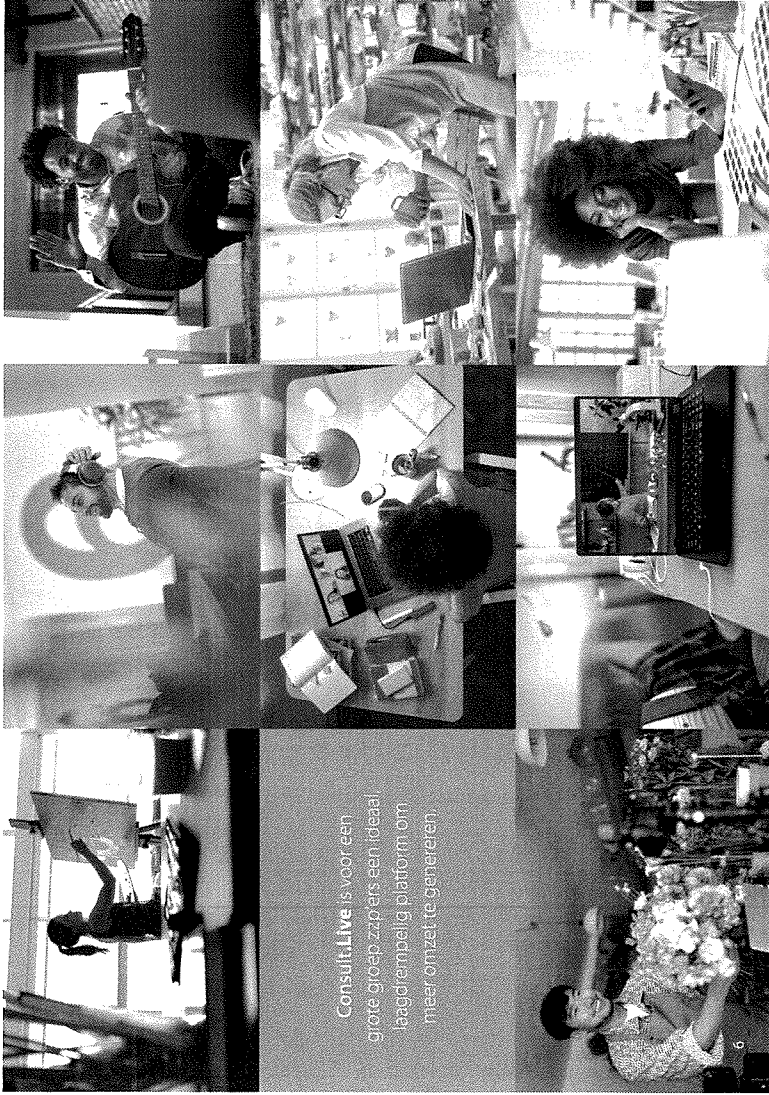 Consult.Live is voor een
grote groep zzp'ers een ideaal,
laagdrempelig platform om
meer omzet te genereren.
6